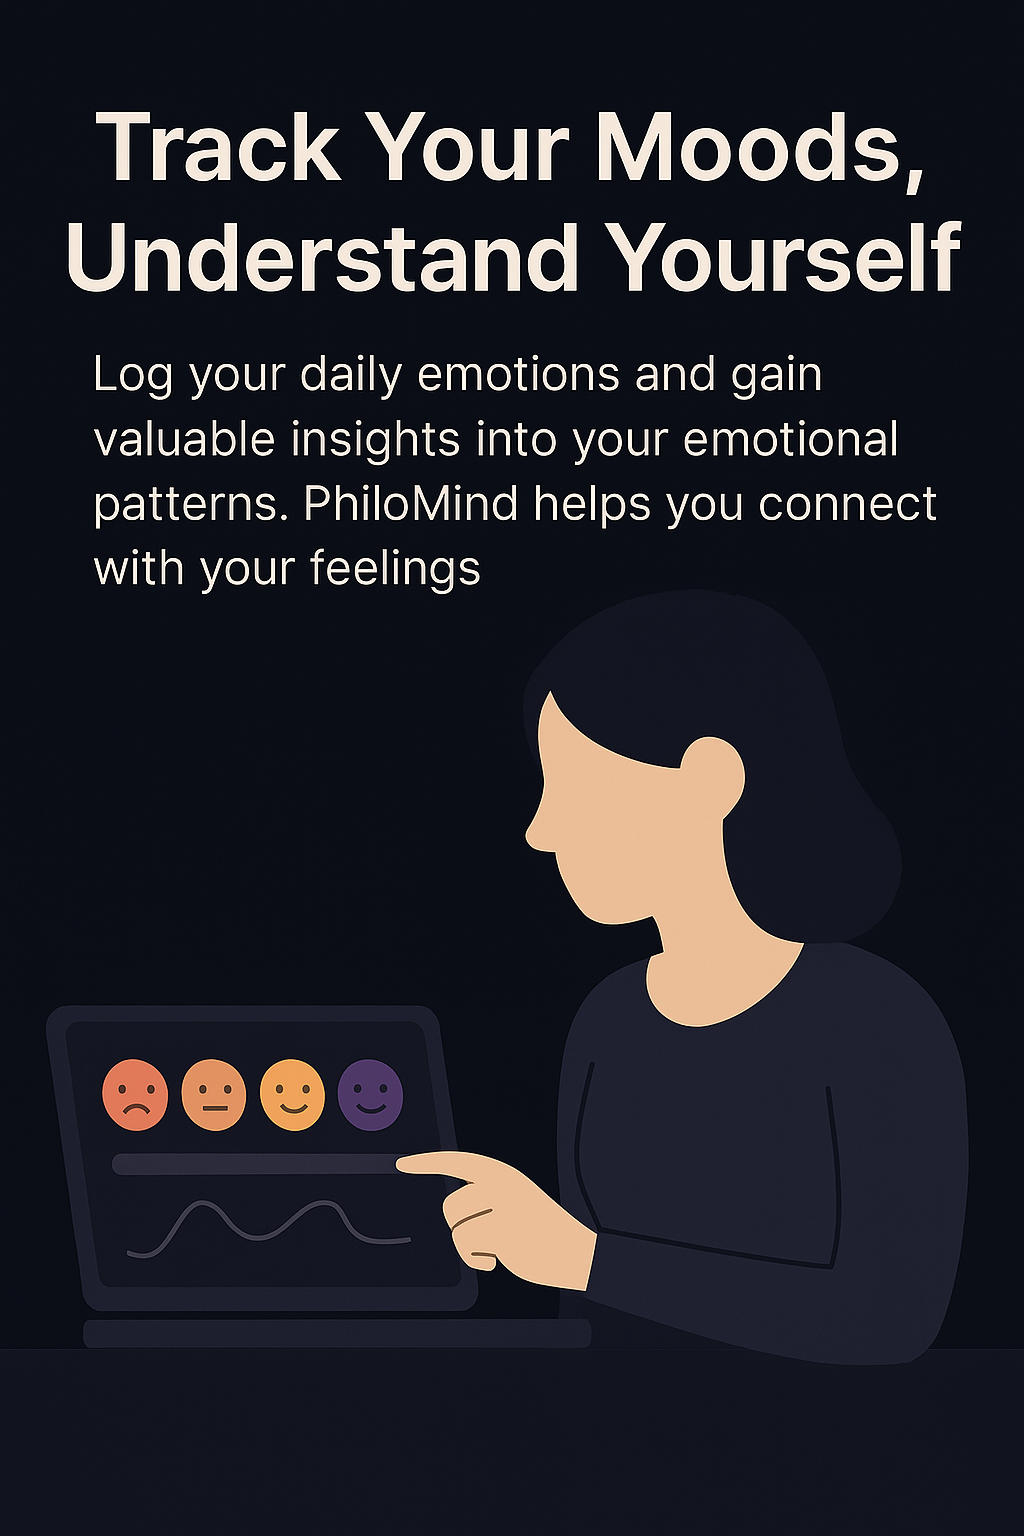 Track Your Moods,
Understand Yourself
Log your daily emotions and gain
valuable insights into your emotional
patterns. PhiloMind helps you connect
with your feelings